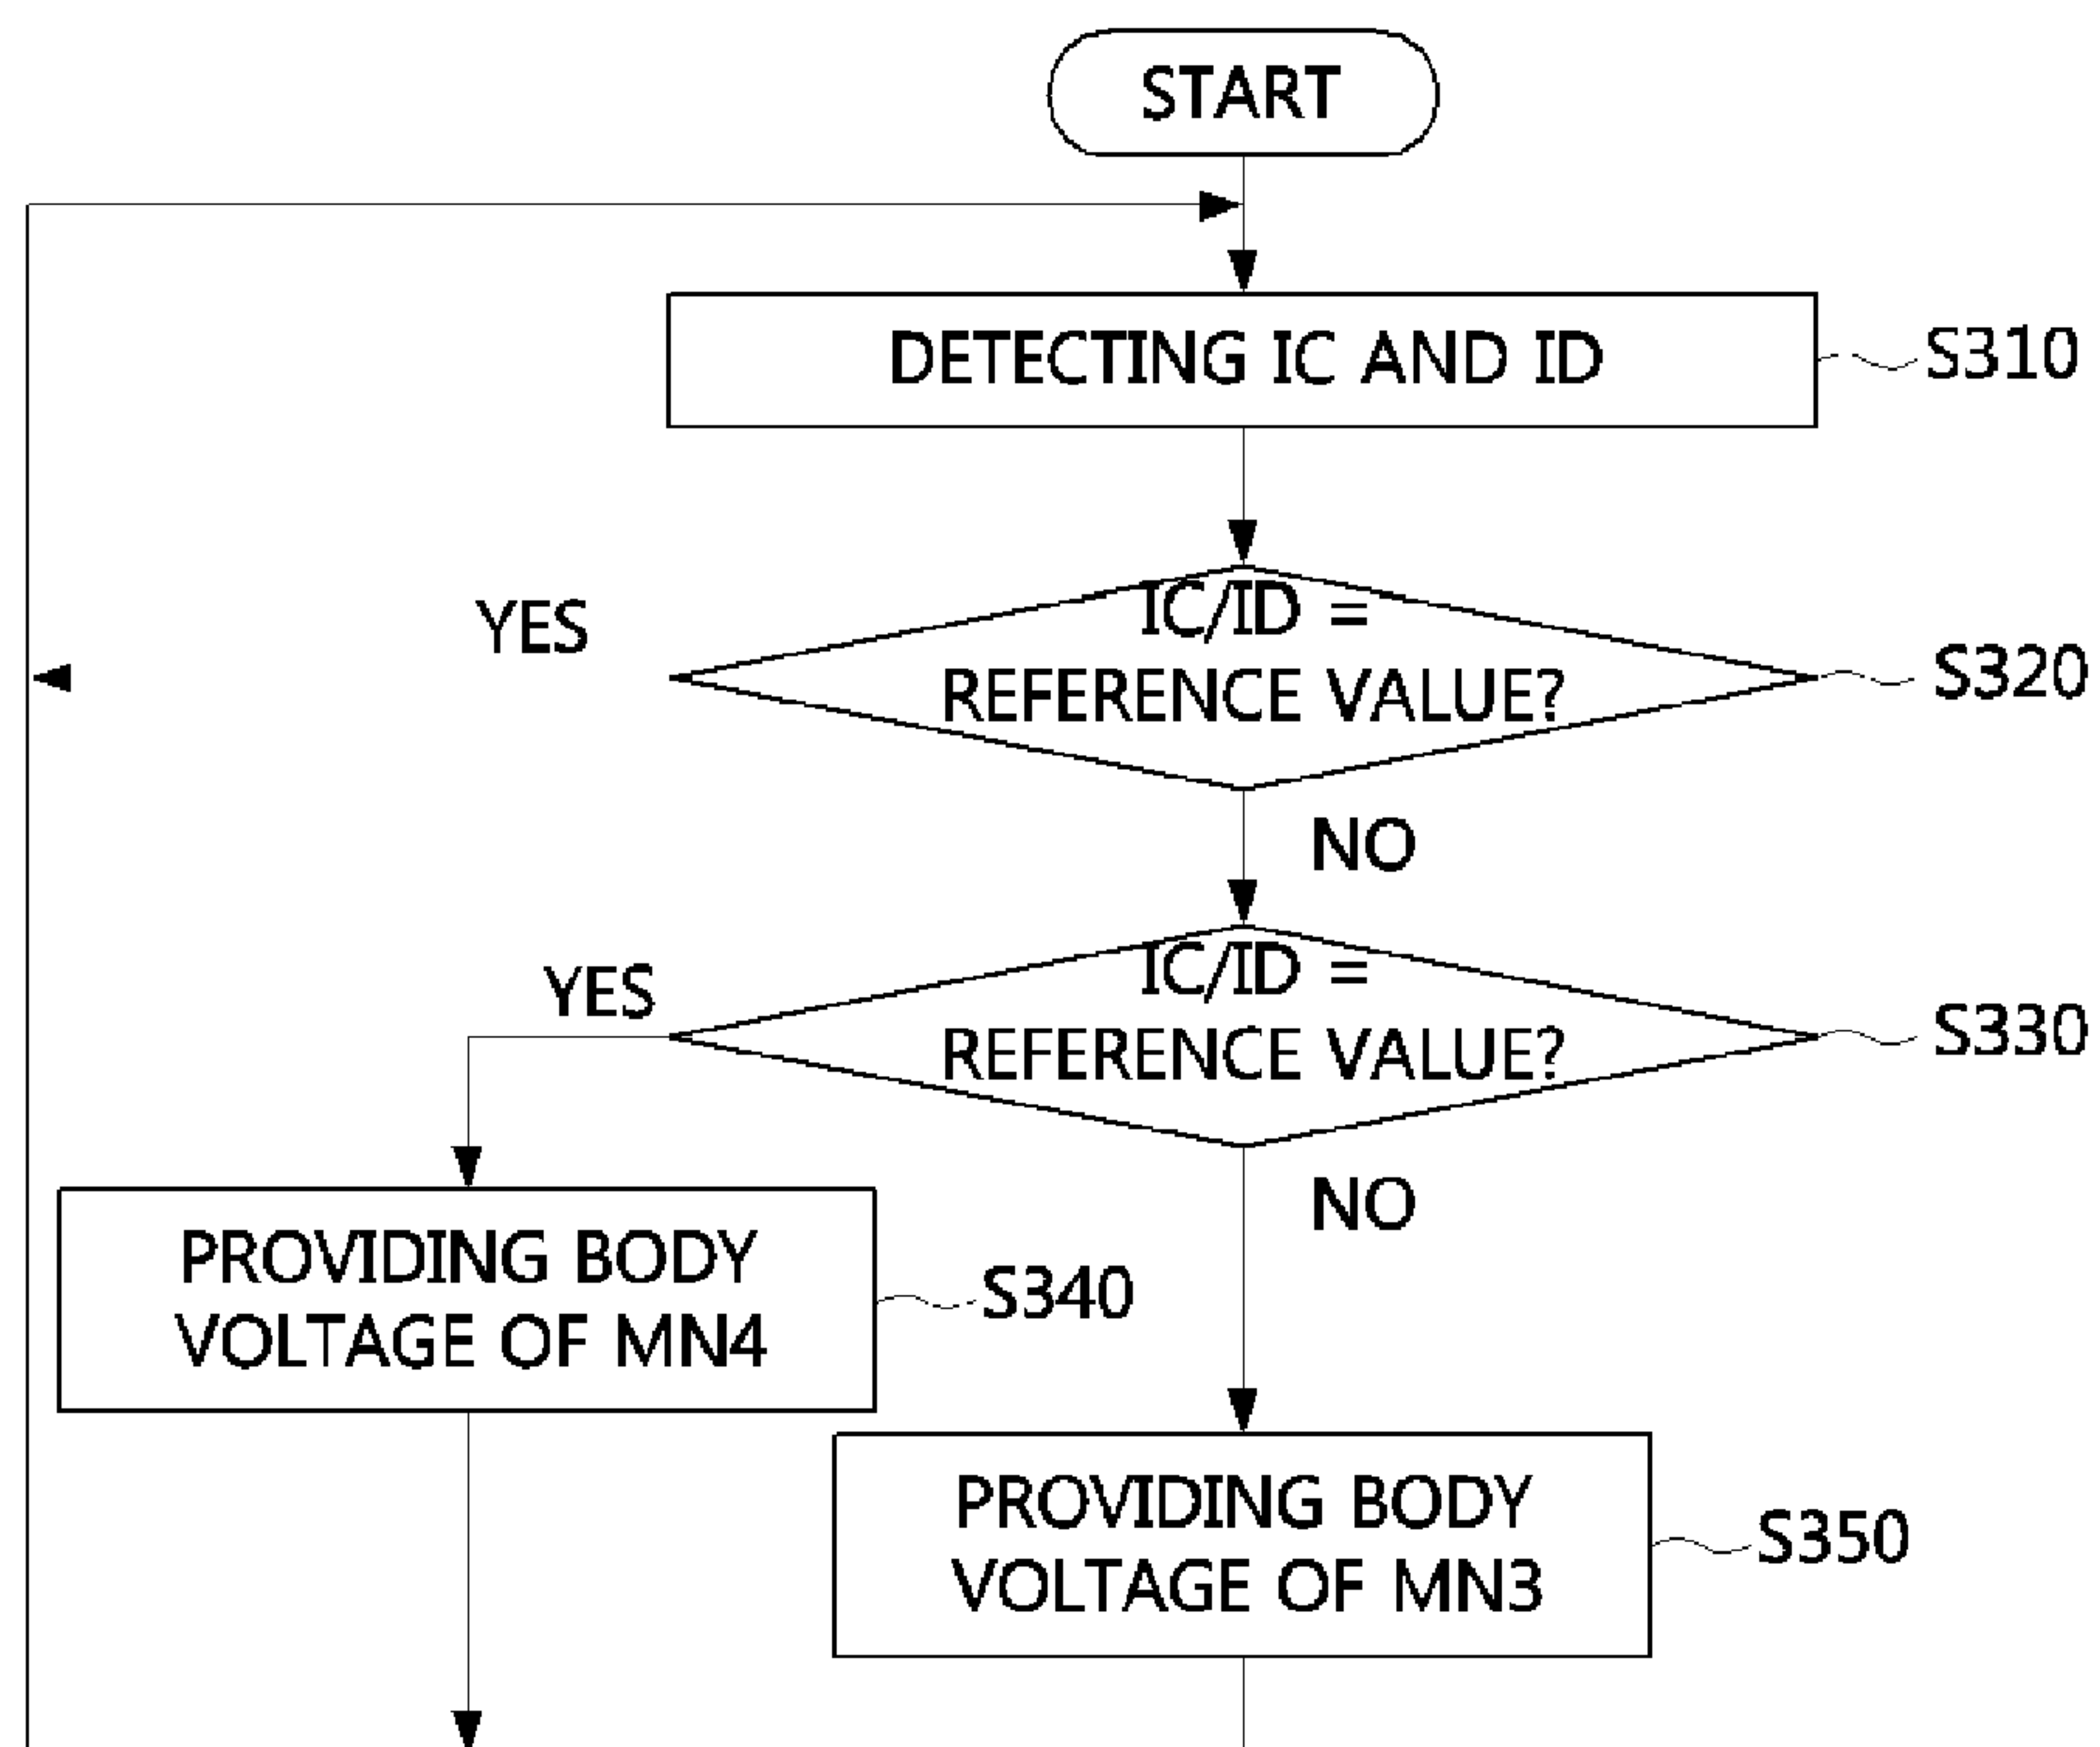 START
DETECTING IC AND ID
S310
IC/ID =
REFERENCE VALUE?
S320
YES
NO
IC/ID =
REFERENCE VALUE?
S330
YES
NO
PROVIDING BODY
VOLTAGE OF MN4
S340
PROVIDING BODY
VOLTAGE OF MN3
S350